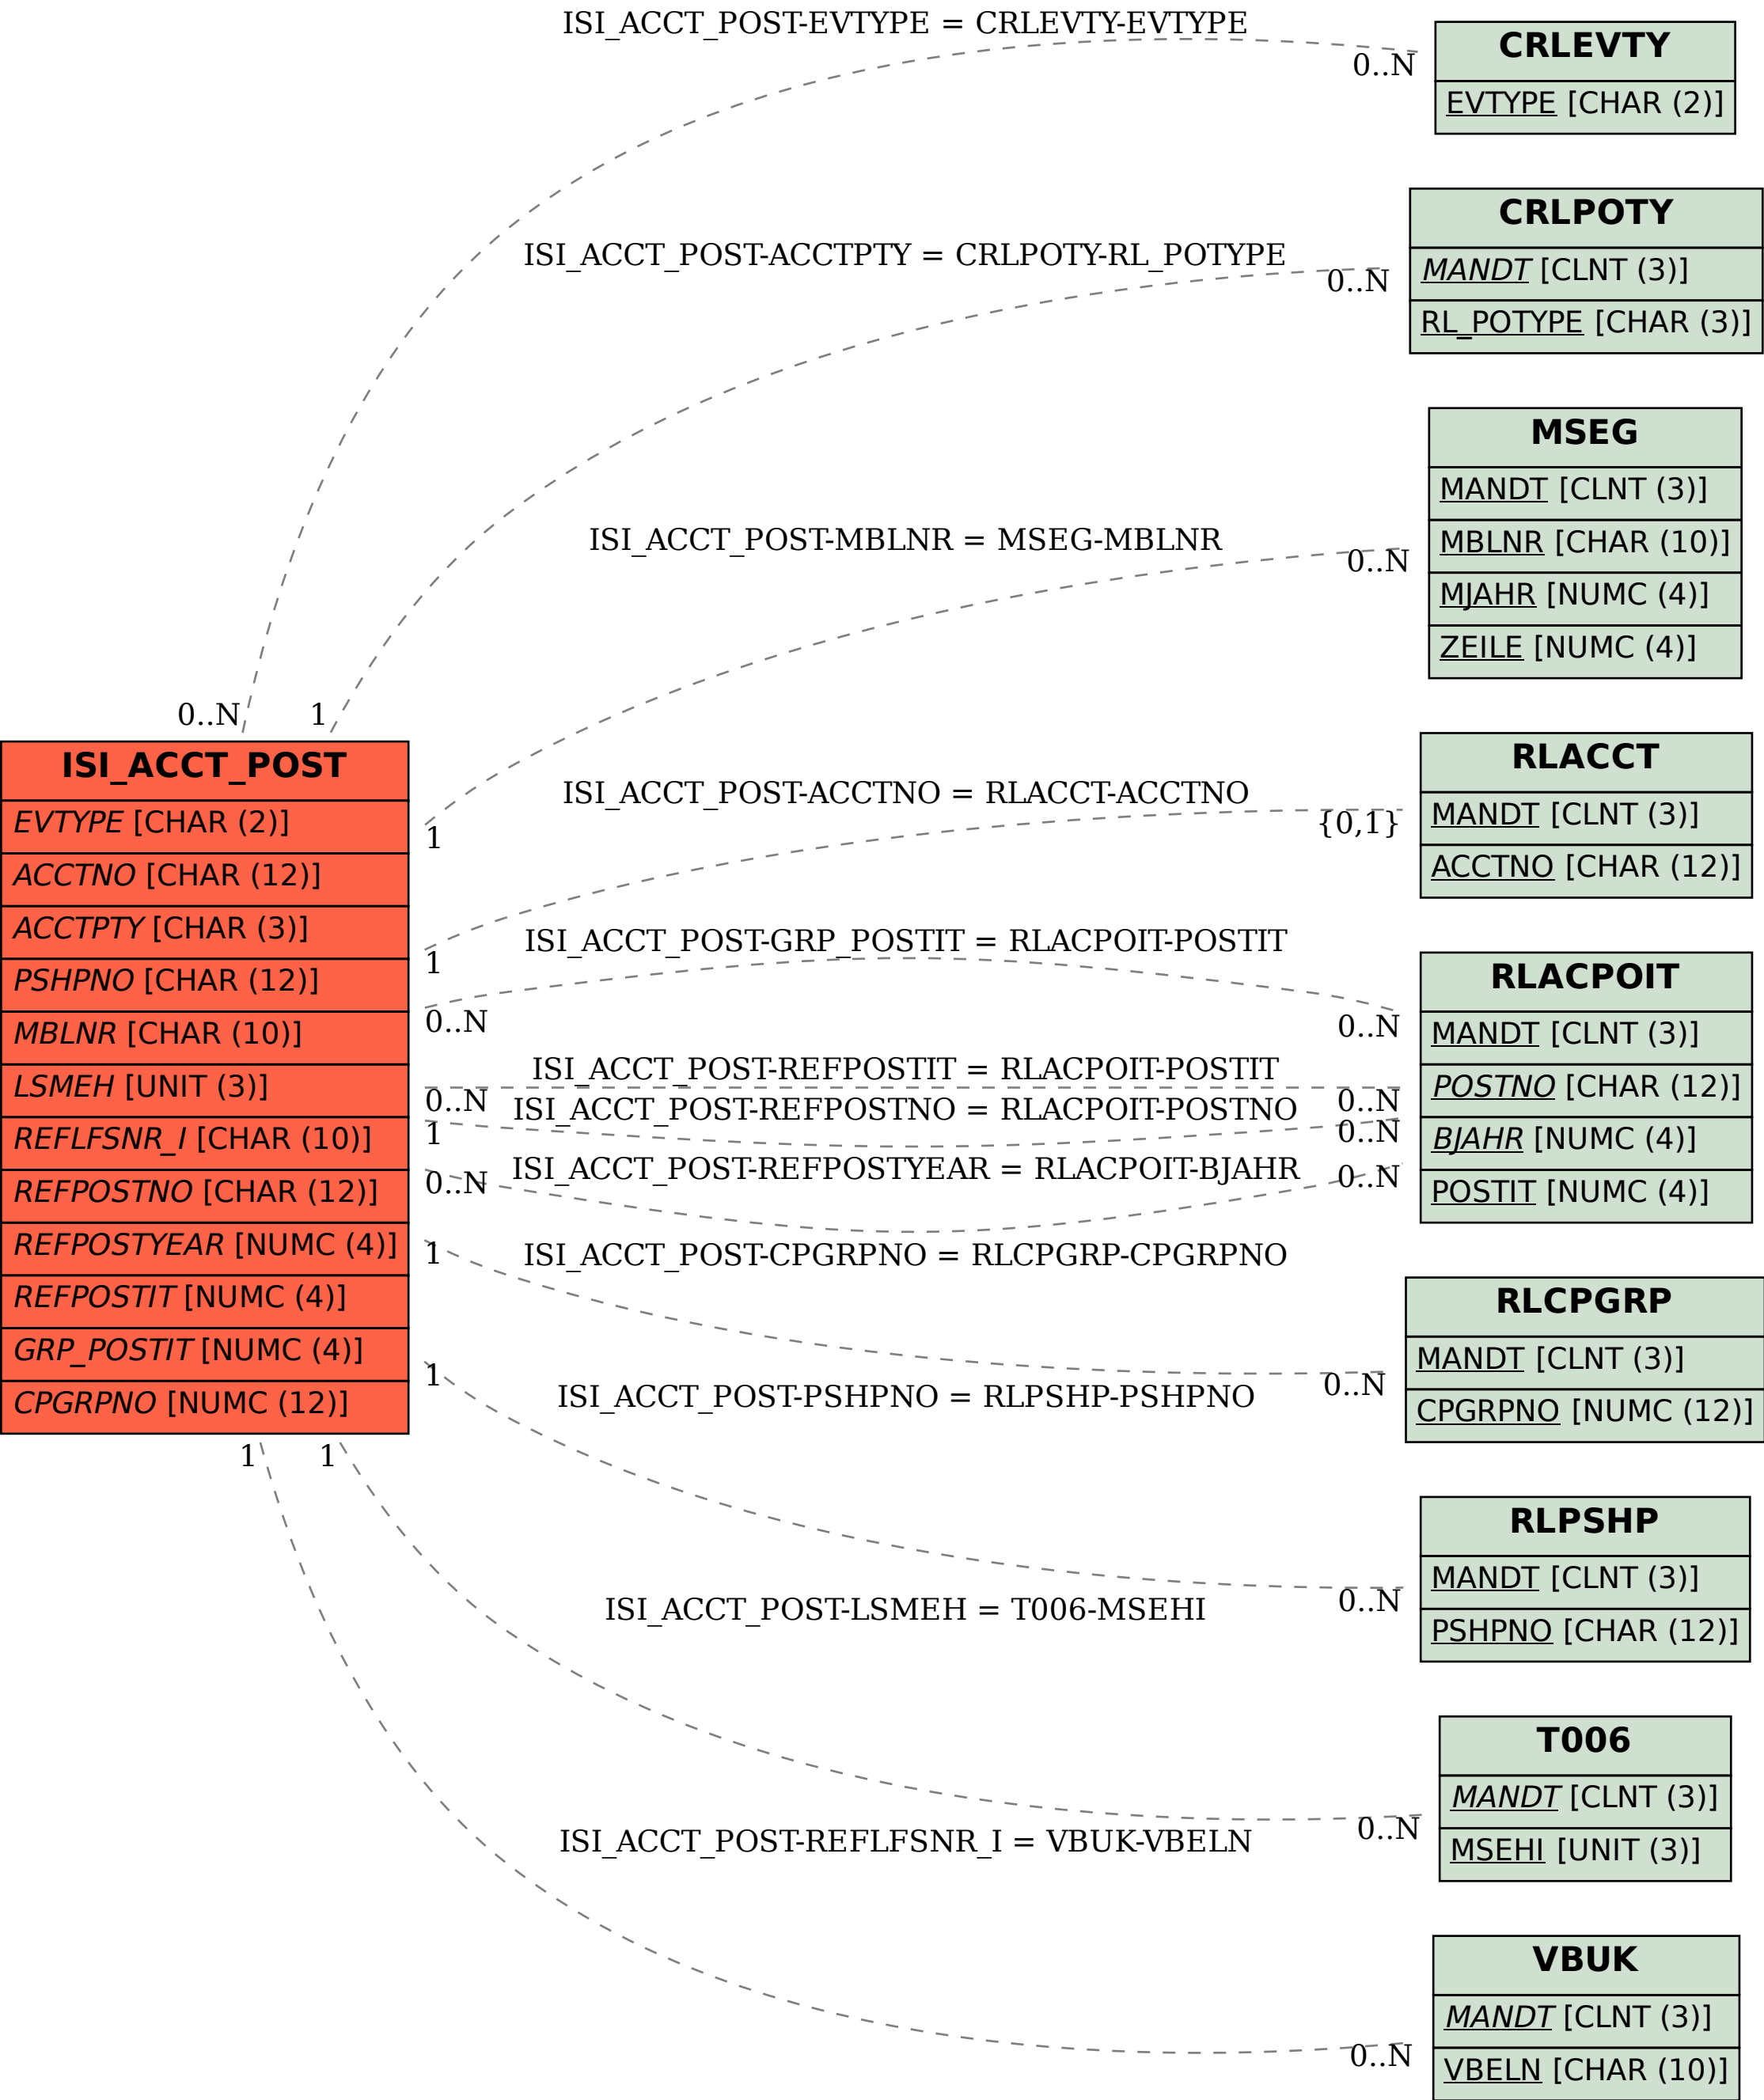 ISI_ACCT_POST-EVTYPE = CRLEVTY-EVTYPE
0..N
CRLEVTY
EVTYPE [CHAR (2)]
ISI_ACCT_POST-ACCTPTY = CRLPOTY-RL_POTYPE
0..N
CRLPOTY
MANDT [CLNT (3)]
RL_POTYPE [CHAR (3)]
ISI_ACCT_POST-MBLNR = MSEG-MBLNR
0..N
MSEG
MANDT [CLNT (3)]
MBLNR [CHAR (10)]
MJAHR [NUMC (4)]
ZEILE [NUMC (4)]
0..N
1
ISI_ACCT_POST
EVTYPE [CHAR (2)]
ACCTNO [CHAR (12)]
ACCTPTY [CHAR (3)]
PSHPNO [CHAR (12)]
MBLNR [CHAR (10)]
LSMEH [UNIT (3)]
REFLFSNR_I [CHAR (10)]
REFPOSTNO [CHAR (12)]
REFPOSTYEAR [NUMC (4)]
REFPOSTIT [NUMC (4)]
GRP_POSTIT [NUMC (4)]
CPGRPNO [NUMC (12)]
1
ISI_ACCT_POST-ACCTNO = RLACCT-ACCTNO
{0,1}
1
RLACCT
MANDT [CLNT (3)]
ACCTNO [CHAR (12)]
ISI_ACCT_POST-GRP_POSTIT = RLACPOIT-POSTIT
0..N
0..N
ISI_ACCT_POST-REFPOSTIT = RLACPOIT-POSTIT
0..N
0..N
ISI_ACCT_POST-REFPOSTNO = RLACPOIT-POSTNO
1
0..N
ISI_ACCT_POST-REFPOSTYEAR = RLACPOIT-BJAHR
0..N
0..N
RLACPOIT
MANDT [CLNT (3)]
POSTNO [CHAR (12)]
BJAHR [NUMC (4)]
POSTIT [NUMC (4)]
1
ISI_ACCT_POST-CPGRPNO = RLCPGRP-CPGRPNO
0..N
RLCPGRP
MANDT [CLNT (3)]
CPGRPNO [NUMC (12)]
1
ISI_ACCT_POST-PSHPNO = RLPSHP-PSHPNO
0..N
RLPSHP
MANDT [CLNT (3)]
PSHPNO [CHAR (12)]
1
1
ISI_ACCT_POST-LSMEH = T006-MSEHI
0..N
T006
MANDT [CLNT (3)]
MSEHI [UNIT (3)]
ISI_ACCT_POST-REFLFSNR_I = VBUK-VBELN
0..N
VBUK
MANDT [CLNT (3)]
VBELN [CHAR (10)]